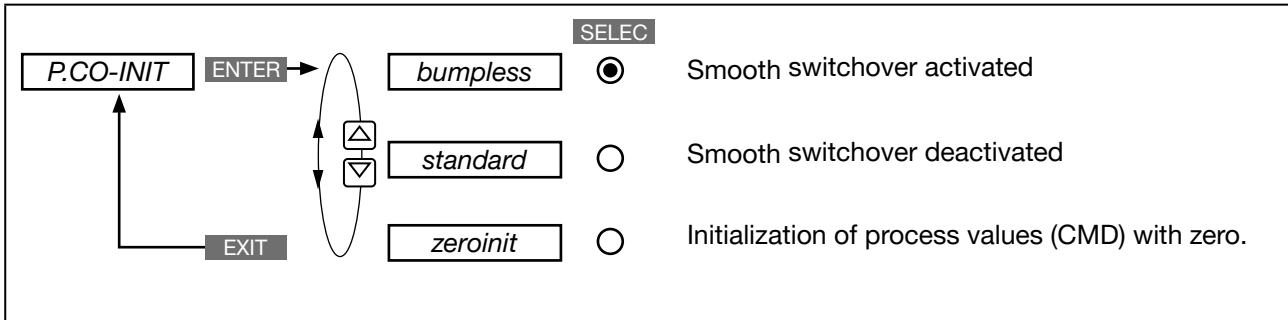 SELEC
P.CO-INIT ENTER bumpless Smooth switchover activated
standard Smooth switchover deactivated
EXIT zeroinit Initialization of process values (CMD) with zero.